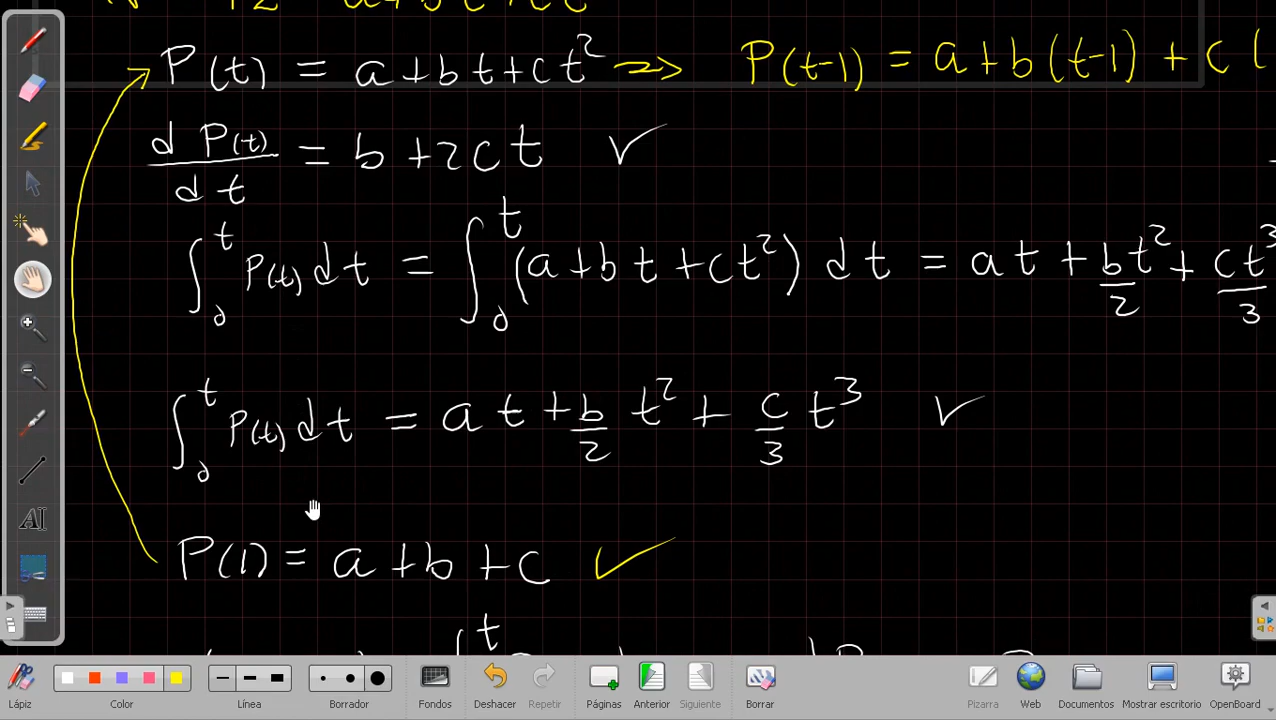 P(t) = a+bt+ct² ⇒ P(t-1) = a+b(t-1) + c (
d P(t) / dt = b + 2ct ✓
∫₀ᵗ P(t) dt = ∫₀ᵗ (a+bt+ct²) dt = at + bt²/2 + ct³/3
∫₀ᵗ P(t) dt = at + b/2 t² + c/3 t³ ✓
P(1) = a+b+c ✓
t
Lápiz
Color
Línea
Borrador
Fondos
Deshacer
Repetir
Páginas
Anterior
Siguiente
Borrar
Pizarra
Web
Documentos
Mostrar escritorio
OpenBoard